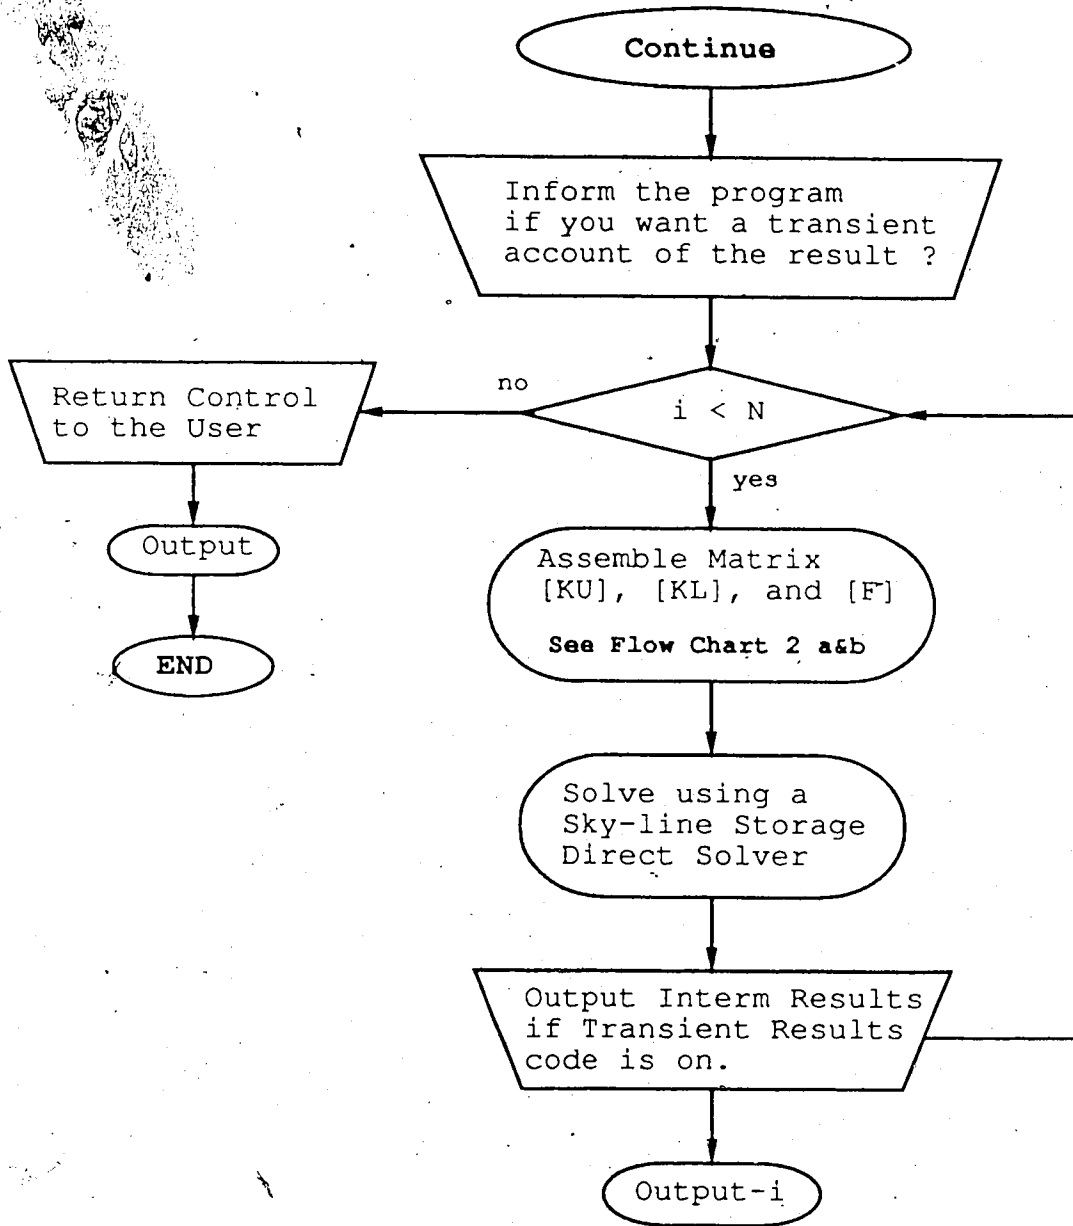 Continue
Inform the program
if you want a transient
account of the result ?
no
i < N
Return Control
to the User
yes
Output
Assemble Matrix
[KU], [KL], and [F]
See Flow Chart 2 a&b
END
Solve using a
Sky-line Storage
Direct Solver
Output Interm Results
if Transient Results
code is on.
Output-i